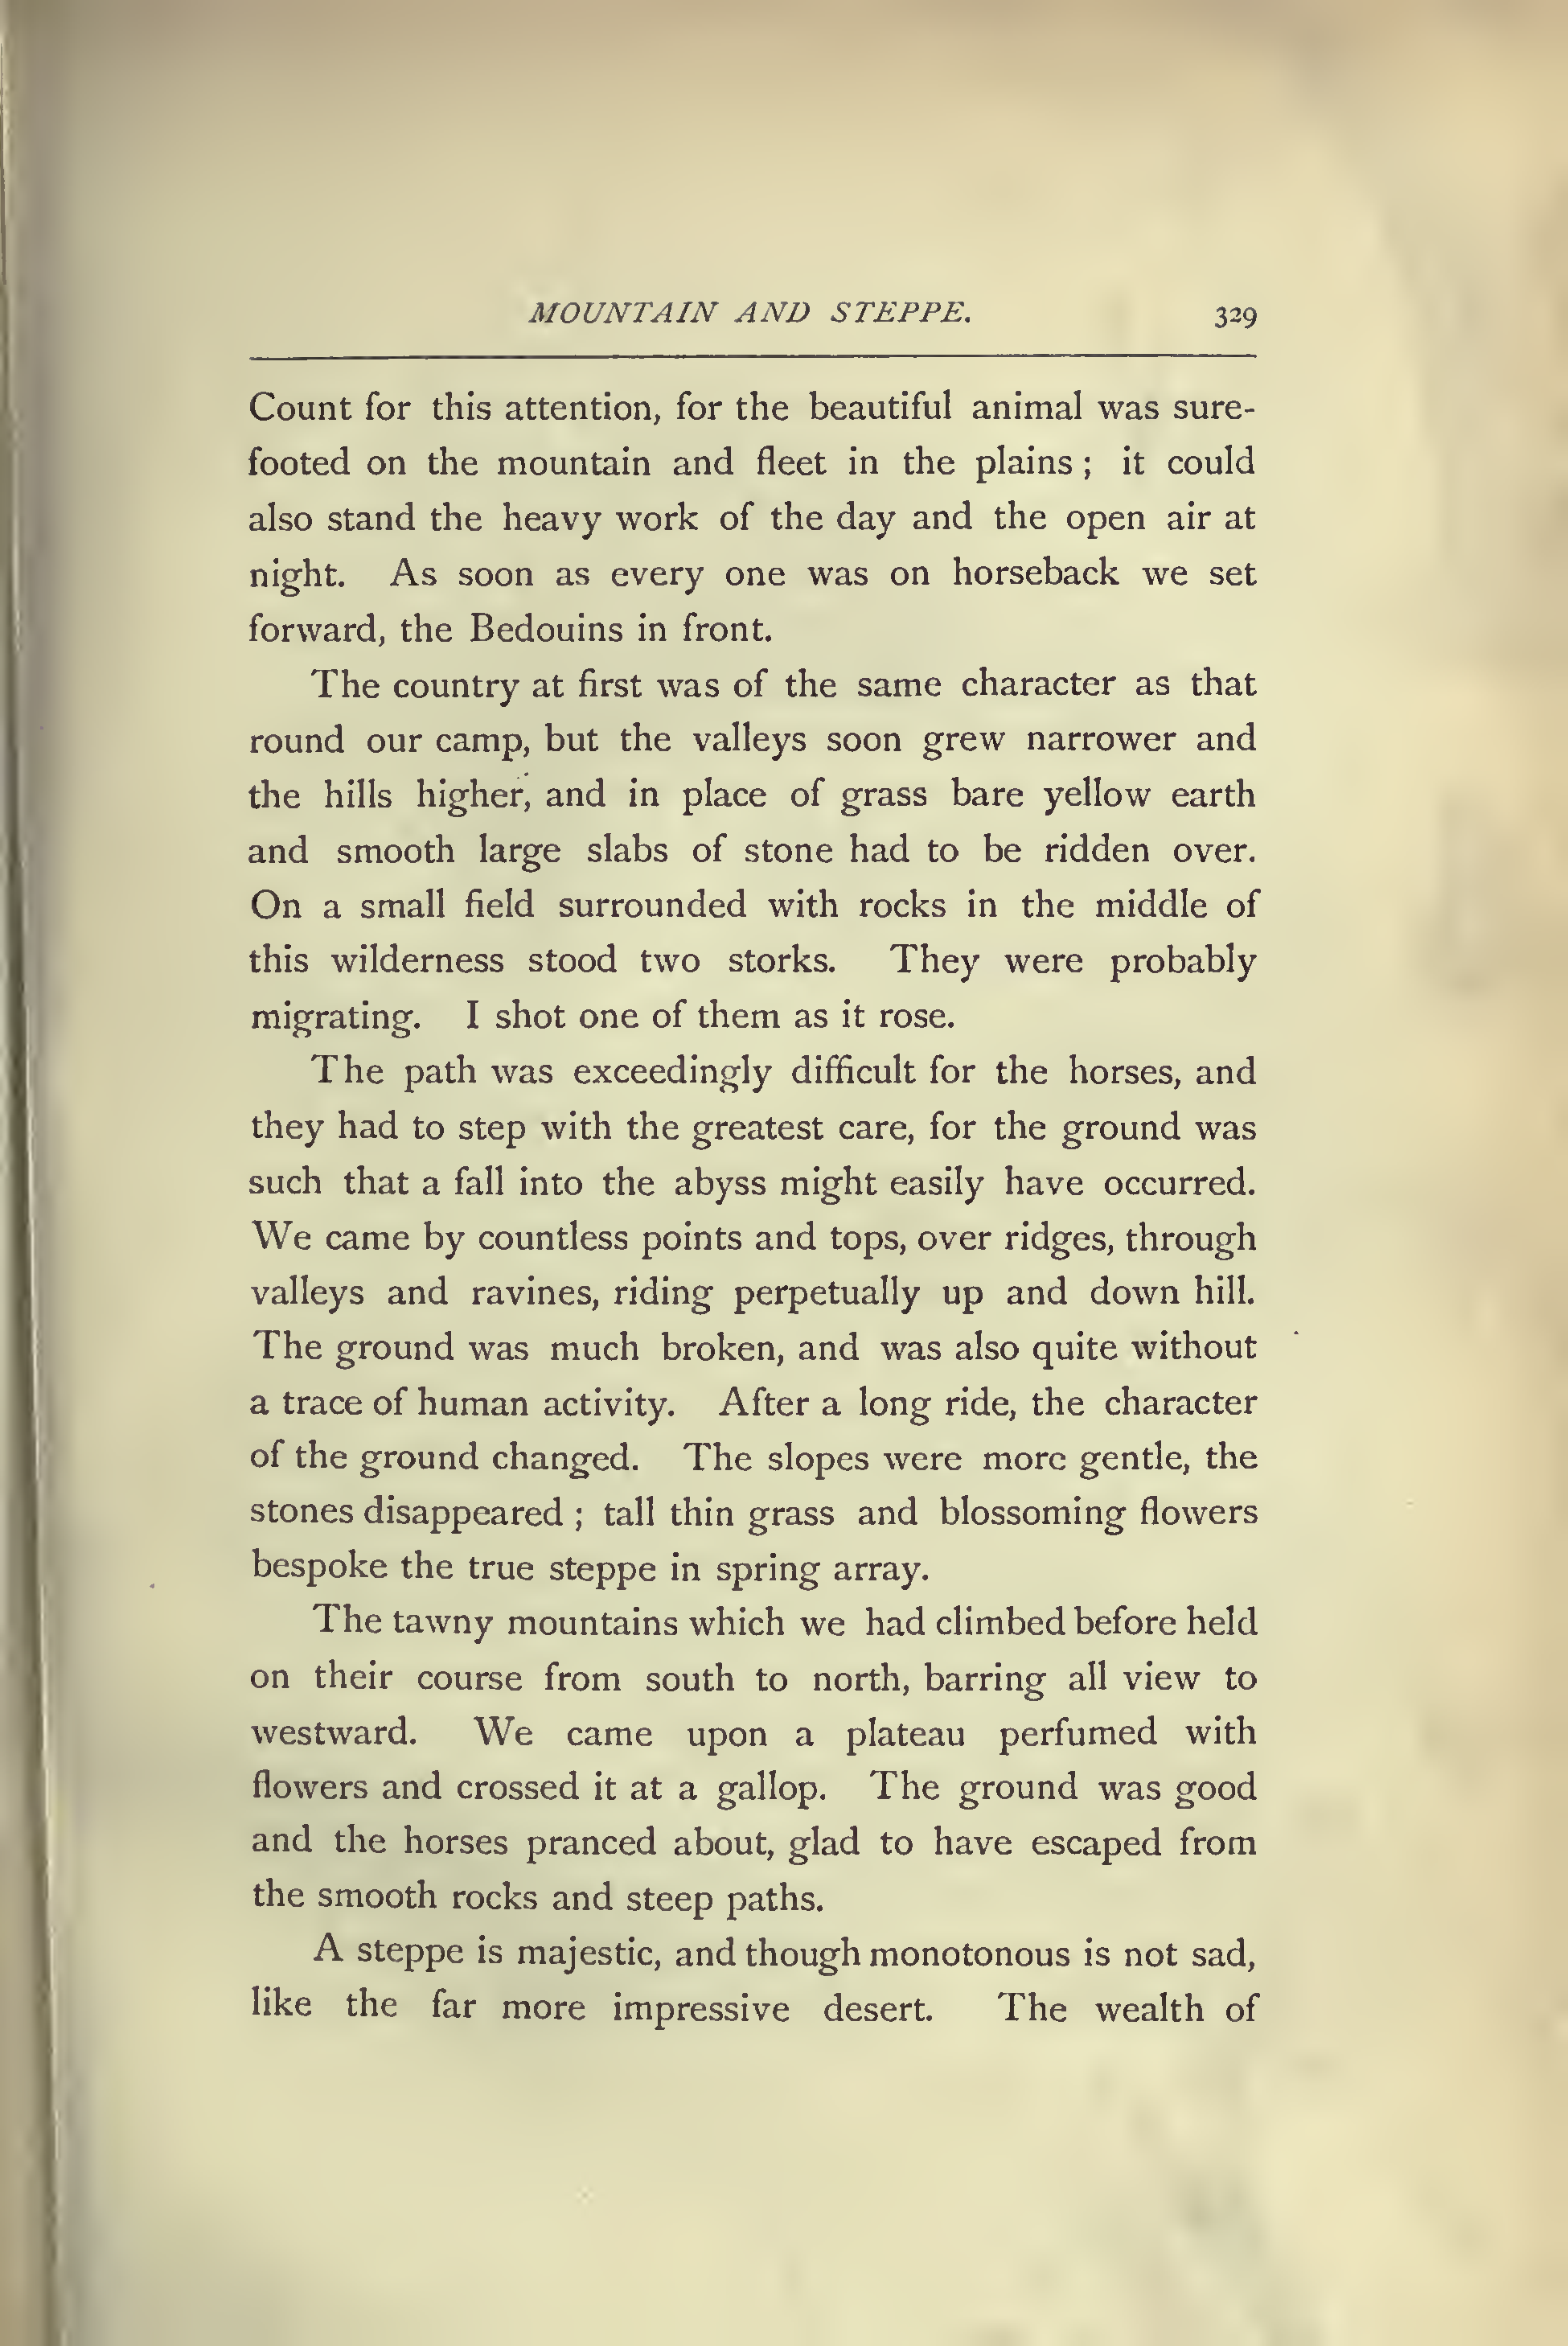 MOUNTAIN AND STEPPE. 329
Count for this attention, for the beautiful animal was sure-
footed on the mountain and fleet in the plains ; it could
also stand the heavy work of the day and the open air at
night. As soon as every one was on horseback we set
forward, the Bedouins in front.
The country at first was of the same character as that
round our camp, but the valleys soon grew narrower and
the hills higher, and in place of grass bare yellow earth
and smooth large slabs of stone had to be ridden over.
On a small field surrounded with rocks in the middle of
this wilderness stood two storks. They were probably
migrating. I shot one of them as it rose.
The path was exceedingly difficult for the horses, and
they had to step with the greatest care, for the ground was
such that a fall into the abyss might easily have occurred.
We came by countless points and tops, over ridges, through
valleys and ravines, riding perpetually up and down hill.
The ground was much broken, and was also quite without
a trace of human activity. After a long ride, the character
of the ground changed. The slopes were more gentle, the
stones disappeared ; tall thin grass and blossoming flowers
bespoke the true steppe in spring array.
The tawny mountains which we had climbed before held
on their course from south to north, barring all view to
westward. We came upon a plateau perfumed with
flowers and crossed it at a gallop. The ground was good
and the horses pranced about, glad to have escaped from
the smooth rocks and steep paths.
A steppe is majestic, and though monotonous is not sad,
like the far more impressive desert. The wealth of